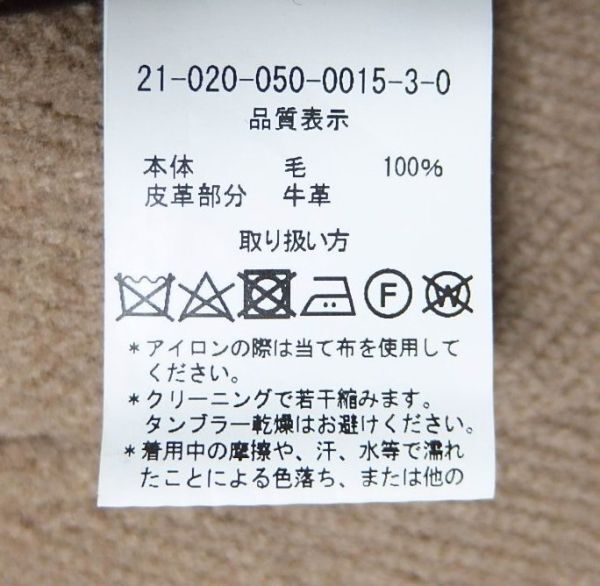 21-020-050-0015-3-0
品質表示
本体 毛 100%
皮革部分 牛革
取り扱い方
F W
*アイロンの際は当て布を使用して
ください。
*クリーニングで若干縮みます。
タンブラー乾燥はお避けください。
*着用中の摩擦や、汗、水等で濡れ
たことによる色落ち、または他の